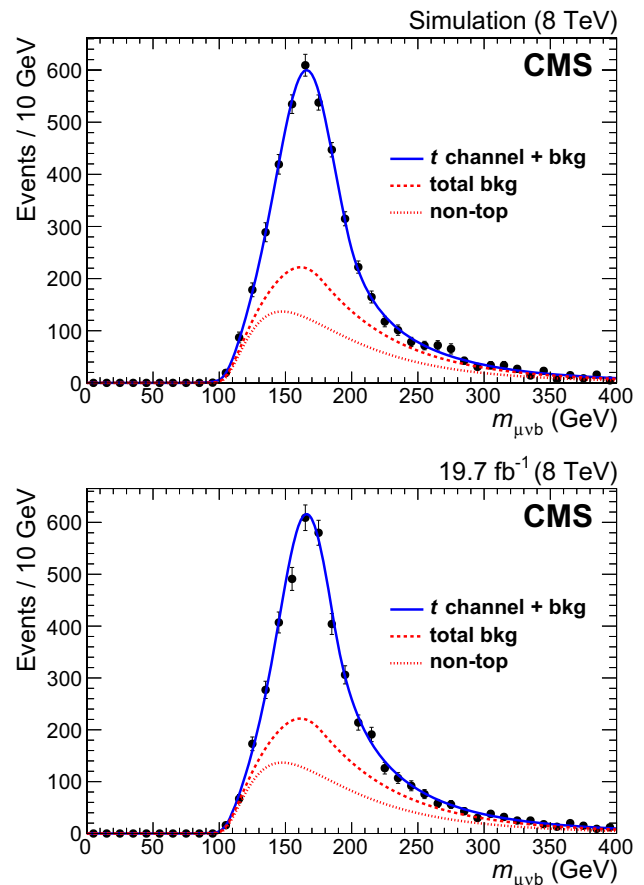 Simulation (8 TeV)
CMS
Events / 10 GeV
600
500
400
300
200
100
0
t channel + bkg
total bkg
non-top
0 50 100 150 200 250 300 350 400
mμνb (GeV)
19.7 fb-1 (8 TeV)
CMS
Events / 10 GeV
600
500
400
300
200
100
0
t channel + bkg
total bkg
non-top
0 50 100 150 200 250 300 350 400
mμνb (GeV)